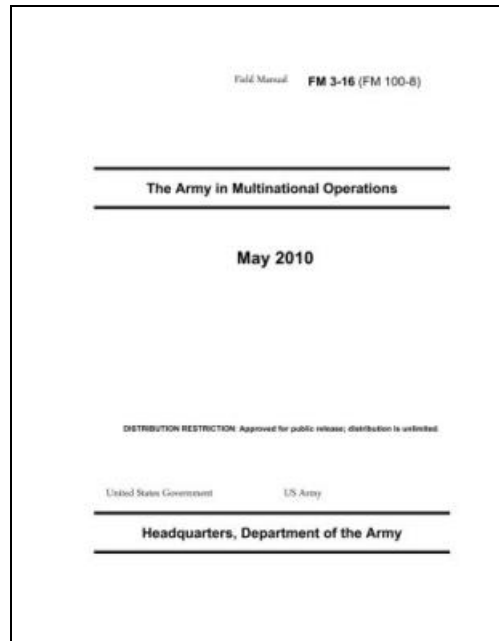 Field Manual FM 3-16 (FM 100-8)
The Army in Multinational Operations
May 2010
DISTRIBUTION RESTRICTION: Approved for public release; distribution is unlimited.
United States Government US Army
Headquarters, Department of the Army